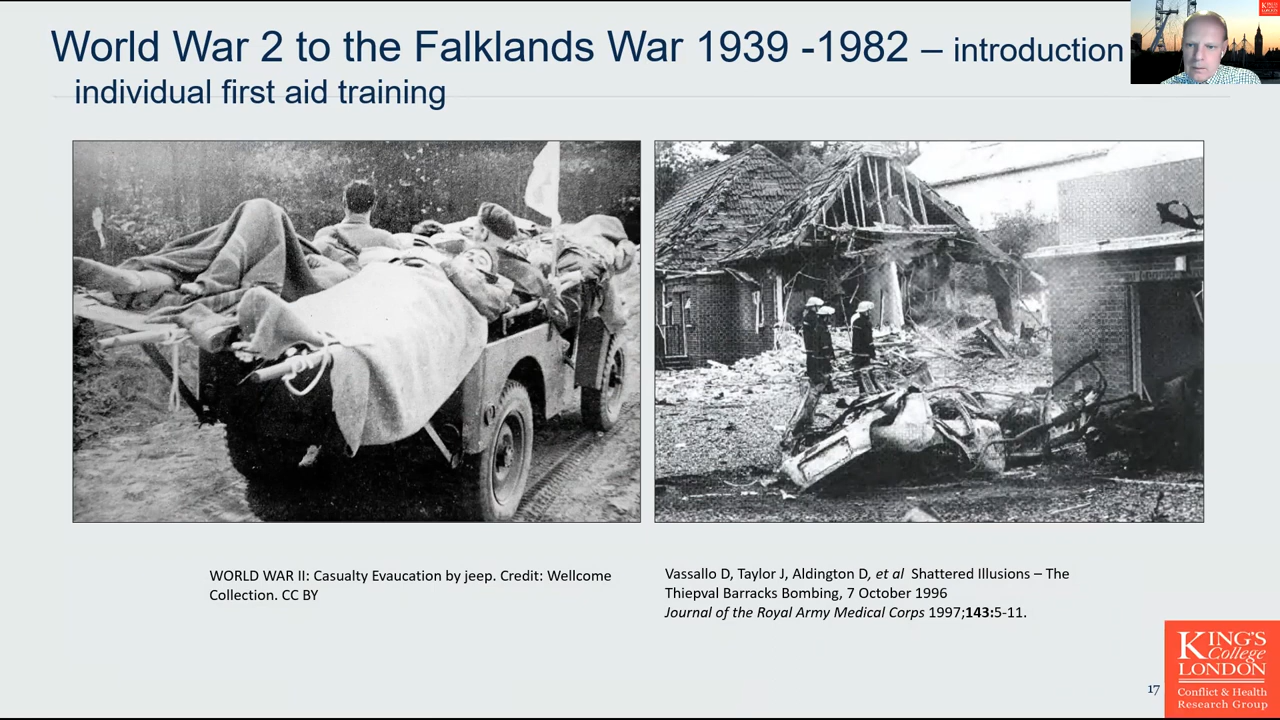 World War 2 to the Falklands War 1939 -1982 – introduction
individual first aid training
WORLD WAR II: Casualty Evaucation by jeep. Credit: Wellcome
Collection. CC BY
Vassallo D, Taylor J, Aldington D, et al Shattered Illusions – The
Thiepval Barracks Bombing, 7 October 1996
Journal of the Royal Army Medical Corps 1997;143:5-11.
17
KING'S
College
LONDON
Conflict & Health
Research Group